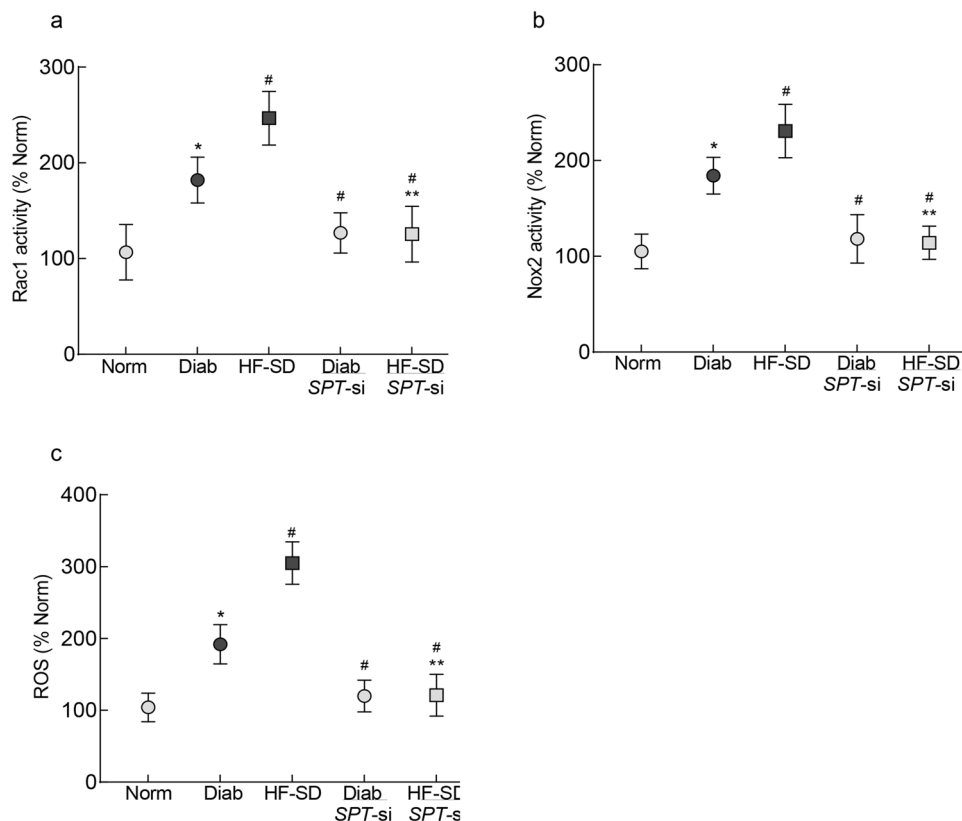 a
Rac1 activity (% Norm)
300
200
100
0
#
*
#
#
**
Norm Diab HF-SD Diab HF-SD
SPT-si SPT-si
b
Nox2 activity (% Norm)
300
200
100
0
#
*
#
#
**
Norm Diab HF-SD Diab HF-SD
SPT-si SPT-si
c
ROS (% Norm)
400
300
200
100
0
#
*
#
#
**
Norm Diab HF-SD Diab HF-SD
SPT-si SPT-s